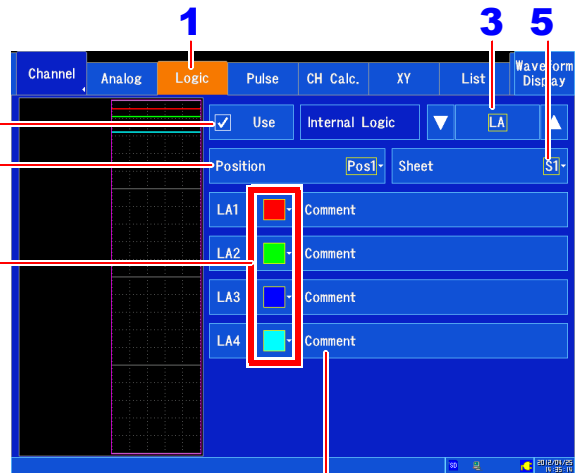 1 3 5
Channel Analog Logic Pulse CH Calc. XY List Waveform Display
Use Internal Logic LA
Position Pos1 Sheet S1
LA1 Comment
LA2 Comment
LA3 Comment
LA4 Comment
SD